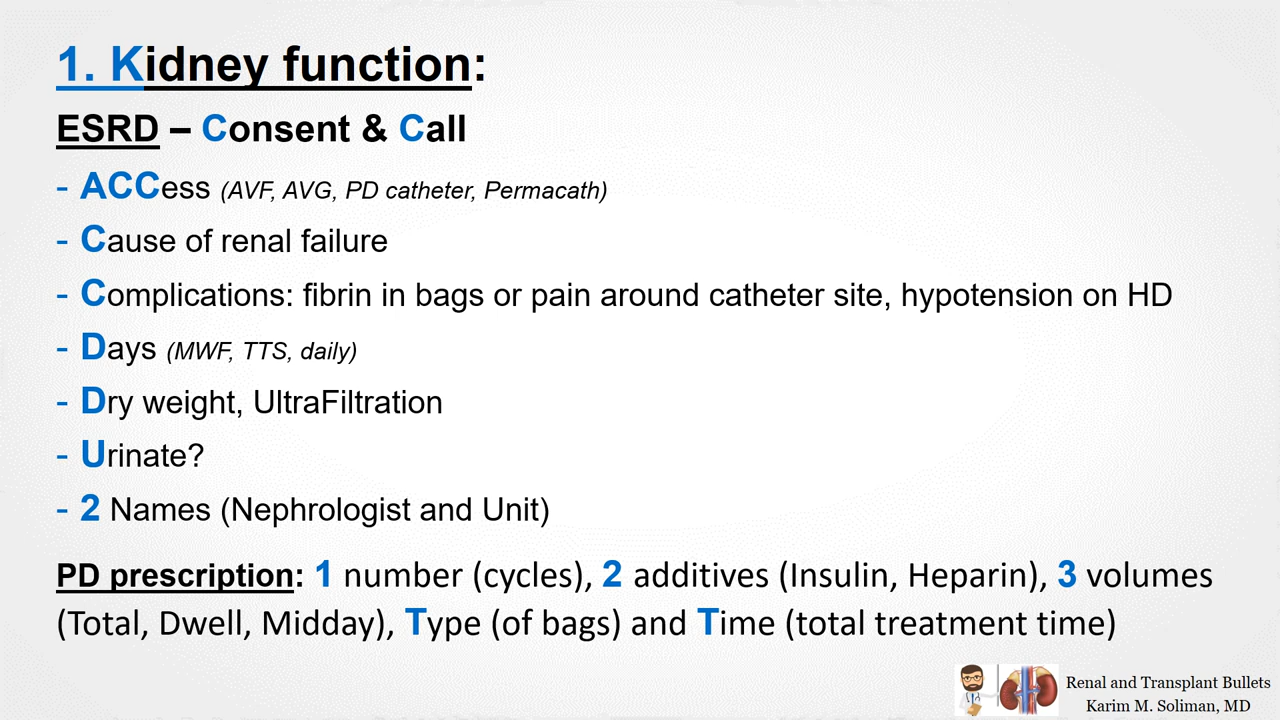 1. Kidney function:
ESRD – Consent & Call
- ACCess (AVF, AVG, PD catheter, Permacath)
- Cause of renal failure
- Complications: fibrin in bags or pain around catheter site, hypotension on HD
- Days (MWF, TTS, daily)
- Dry weight, UltraFiltration
- Urinate?
- 2 Names (Nephrologist and Unit)
PD prescription: 1 number (cycles), 2 additives (Insulin, Heparin), 3 volumes
(Total, Dwell, Midday), Type (of bags) and Time (total treatment time)
Renal and Transplant Bullets
Karim M. Soliman, MD